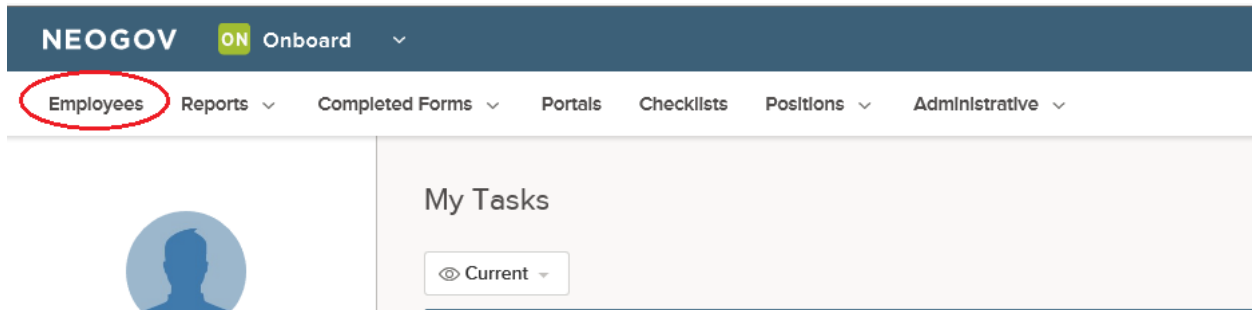 NEOGOV ON Onboard
Employees Reports Completed Forms Portals Checklists Positions Administrative
My Tasks
Current